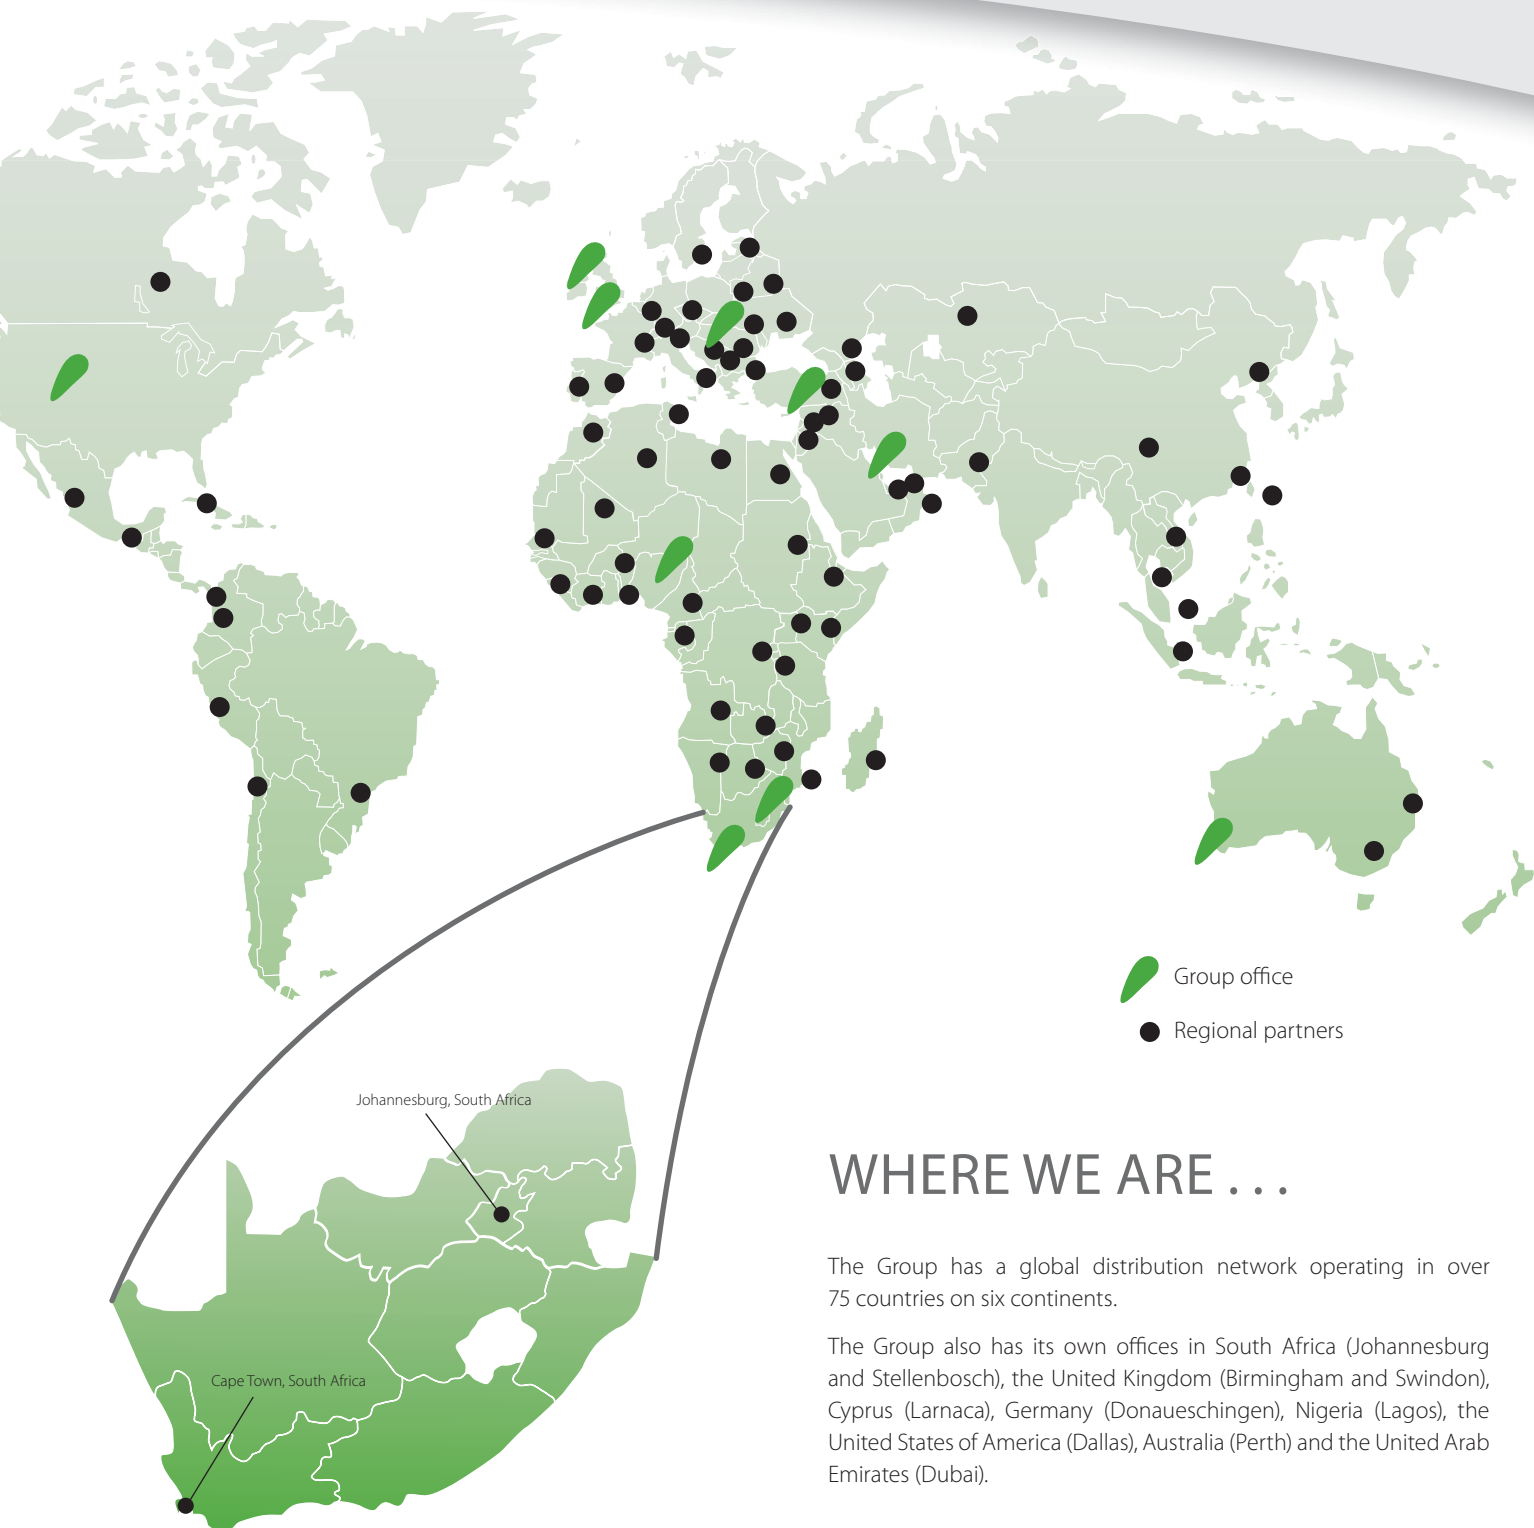 Group office
Regional partners
Johannesburg, South Africa
Cape Town, South Africa
WHERE WE ARE . . .
The Group has a global distribution network operating in over
75 countries on six continents.
The Group also has its own offices in South Africa (Johannesburg
and Stellenbosch), the United Kingdom (Birmingham and Swindon),
Cyprus (Larnaca), Germany (Donaueschingen), Nigeria (Lagos), the
United States of America (Dallas), Australia (Perth) and the United Arab
Emirates (Dubai).